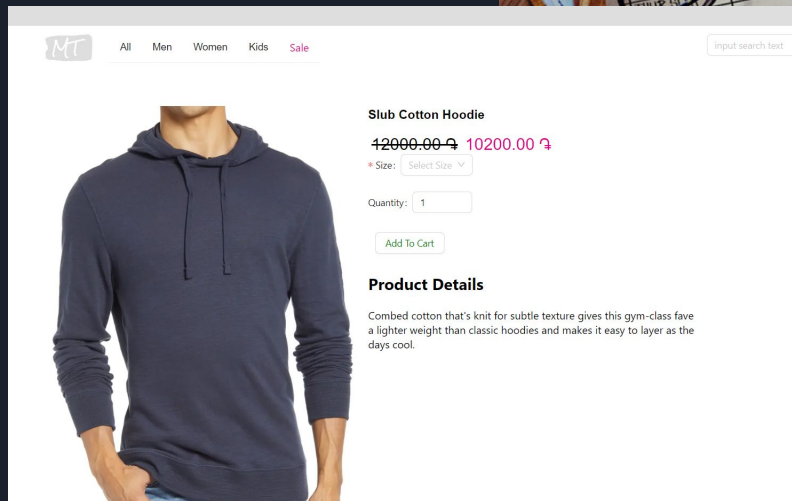 MT
All Men Women Kids Sale
input search text
Slub Cotton Hoodie
12000.00 ֏ 10200.00 ֏
* Size: Select Size
Quantity: 1
Add To Cart
Product Details
Combed cotton that's knit for subtle texture gives this gym-class fave
a lighter weight than classic hoodies and makes it easy to layer as the
days cool.